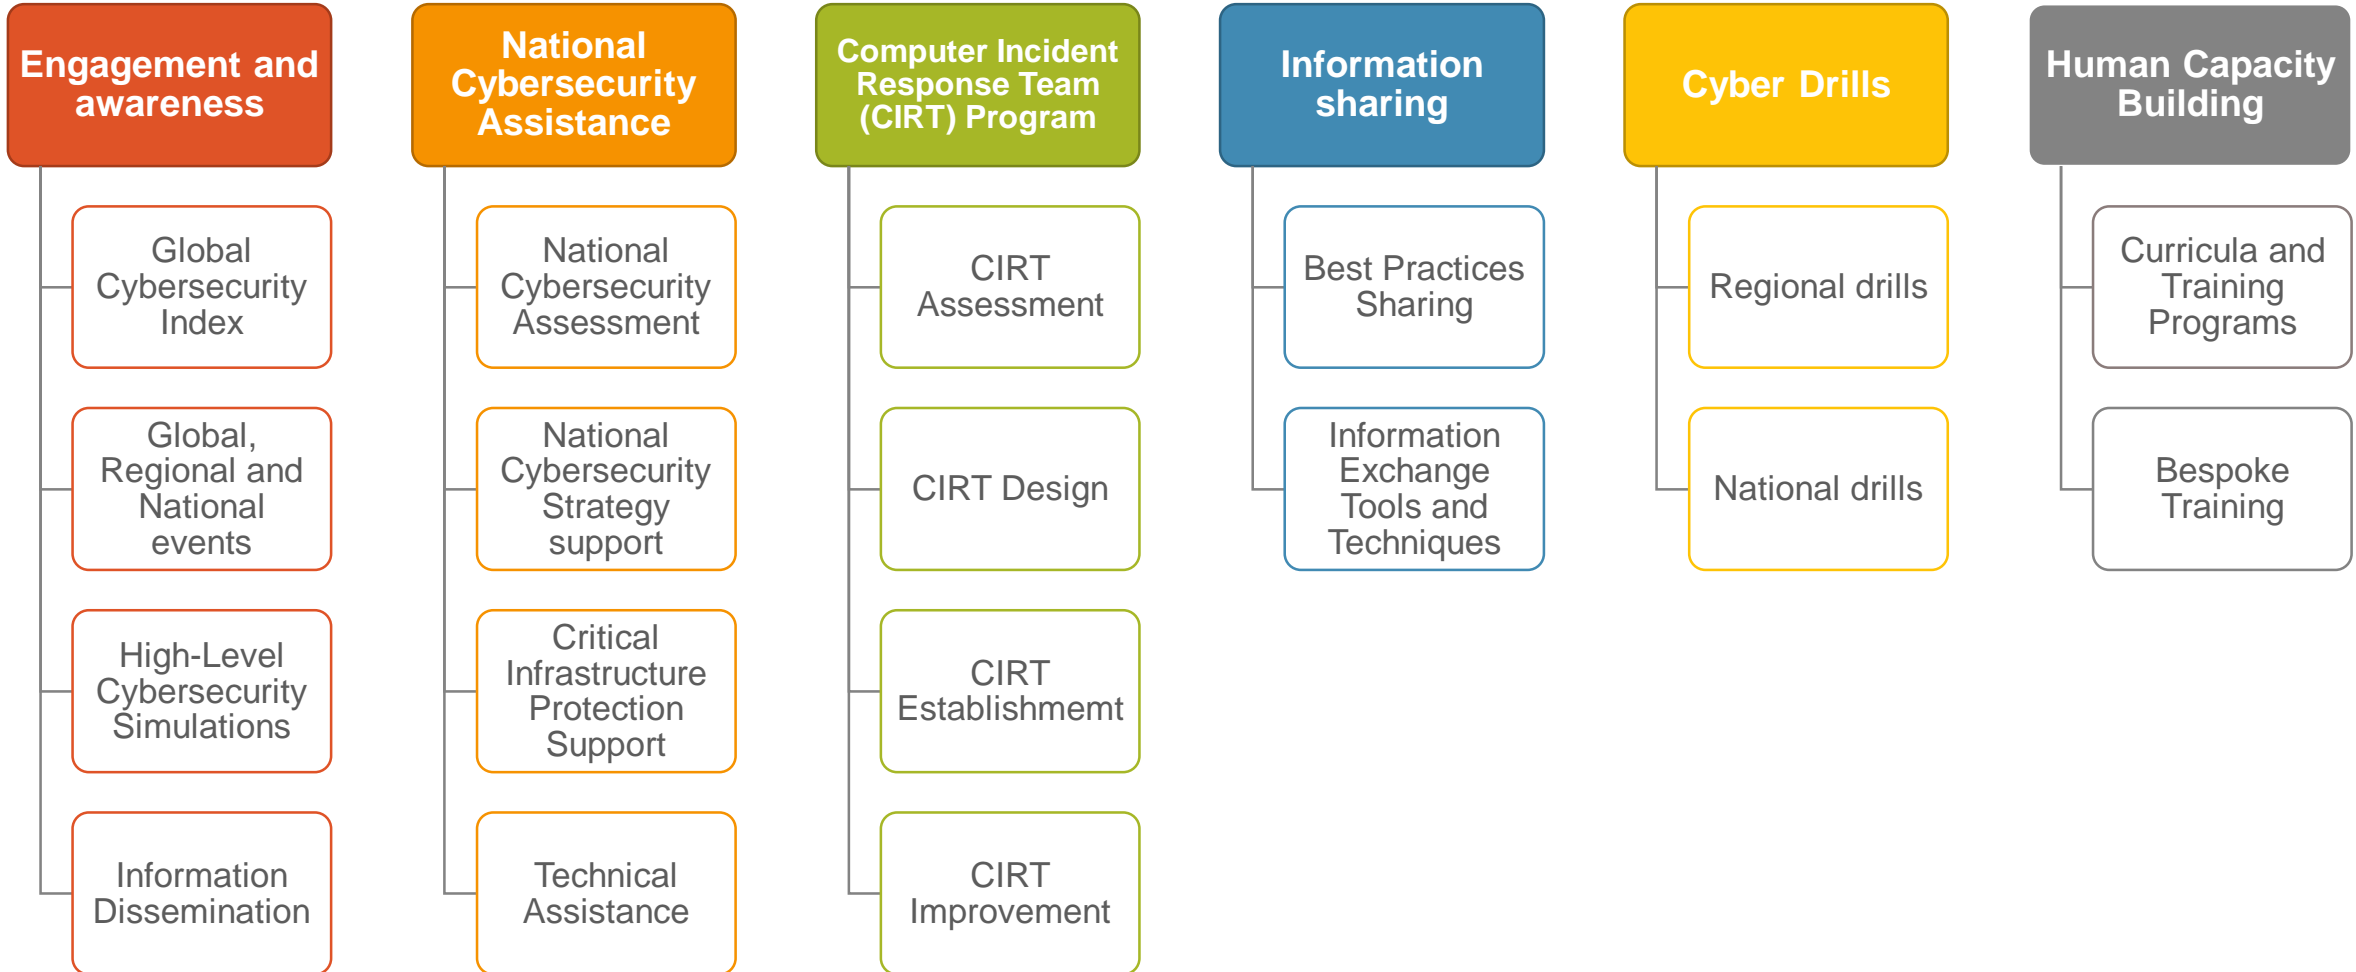 Engagement and
awareness
Global
Cybersecurity
Index
Global,
Regional and
National
events
High-Level
Cybersecurity
Simulations
Information
Dissemination
National
Cybersecurity
Assistance
National
Cybersecurity
Assessment
National
Cybersecurity
Strategy
support
Critical
Infrastructure
Protection
Support
Technical
Assistance
Computer Incident
Response Team
(CIRT) Program
CIRT
Assessment
CIRT Design
CIRT
Establishmemt
CIRT
Improvement
Information
sharing
Best Practices
Sharing
Information
Exchange
Tools and
Techniques
Cyber Drills
Regional drills
National drills
Human Capacity
Building
Curricula and
Training
Programs
Bespoke
Training